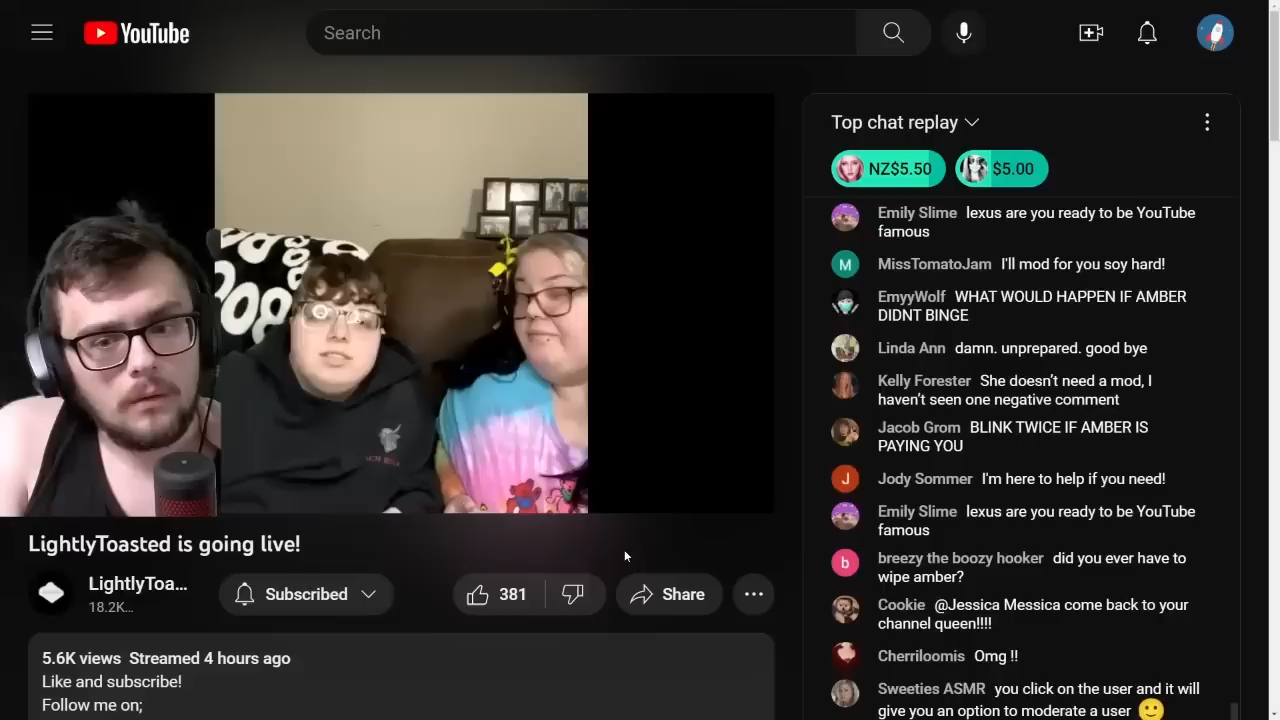 YouTube
Search
Top chat replay
NZ$5.50
$5.00
Emily Slime lexus are you ready to be YouTube
famous
M
MissTomatoJam I'll mod for you soy hard!
EmyyWolf WHAT WOULD HAPPEN IF AMBER
DIDNT BINGE
Linda Ann damn. unprepared. good bye
Kelly Forester She doesn’t need a mod, I
haven’t seen one negative comment
Jacob Grom BLINK TWICE IF AMBER IS
PAYING YOU
J
Jody Sommer I'm here to help if you need!
Emily Slime lexus are you ready to be YouTube
famous
b
breezy the boozy hooker did you ever have to
wipe amber?
Cookie @Jessica Messica come back to your
channel queen!!!!
Cherriloomis Omg !!
Sweeties ASMR you click on the user and it will
give you an option to moderate a user
LightlyToasted is going live!
LightlyToa...
18.2K...
Subscribed
381
Share
5.6K views Streamed 4 hours ago
Like and subscribe!
Follow me on;